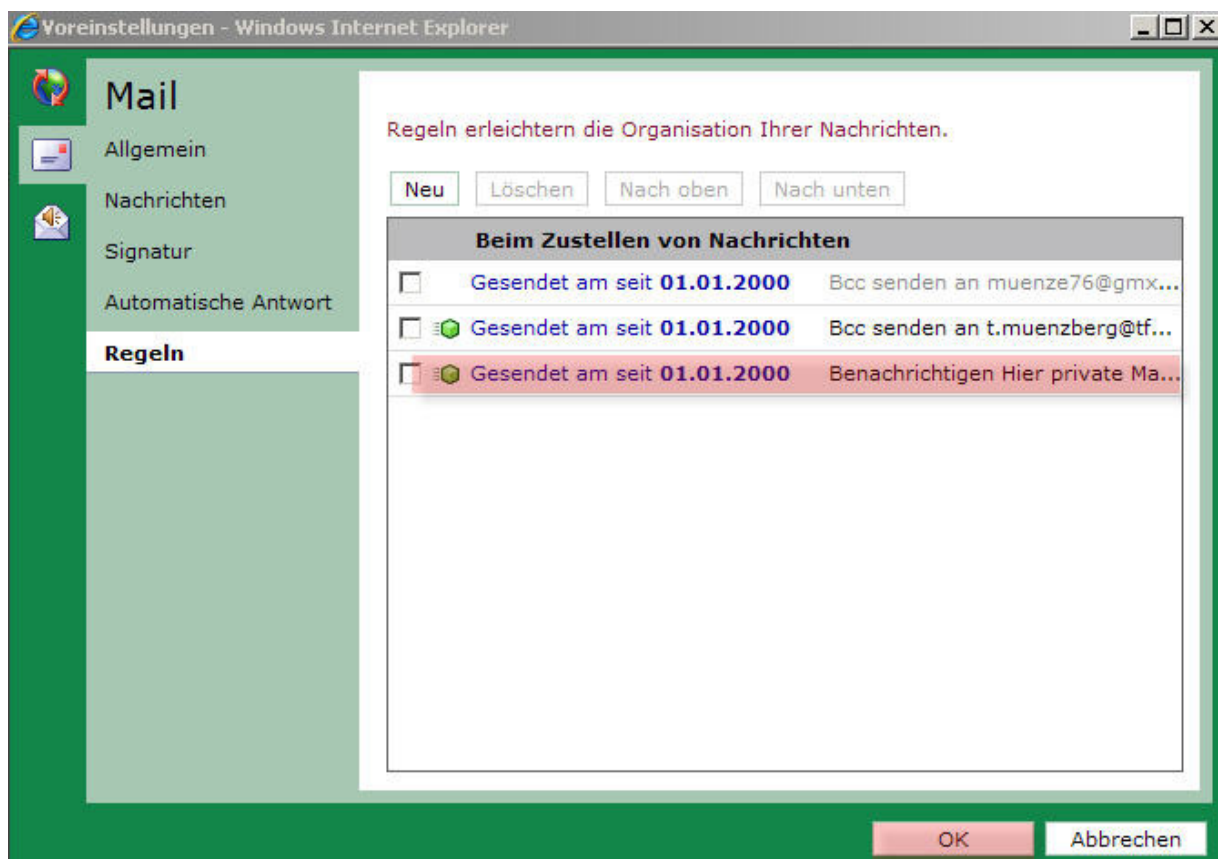 Voreinstellungen - Windows Internet Explorer
Mail
Allgemein
Nachrichten
Signatur
Automatische Antwort
Regeln
Regeln erleichtern die Organisation Ihrer Nachrichten.
Neu Löschen Nach oben Nach unten
Beim Zustellen von Nachrichten
Gesendet am seit 01.01.2000 Bcc senden an muenze76@gmx...
Gesendet am seit 01.01.2000 Bcc senden an t.muenzberg@tf...
Gesendet am seit 01.01.2000 Benachrichtigen Hier private Ma...
OK Abbrechen